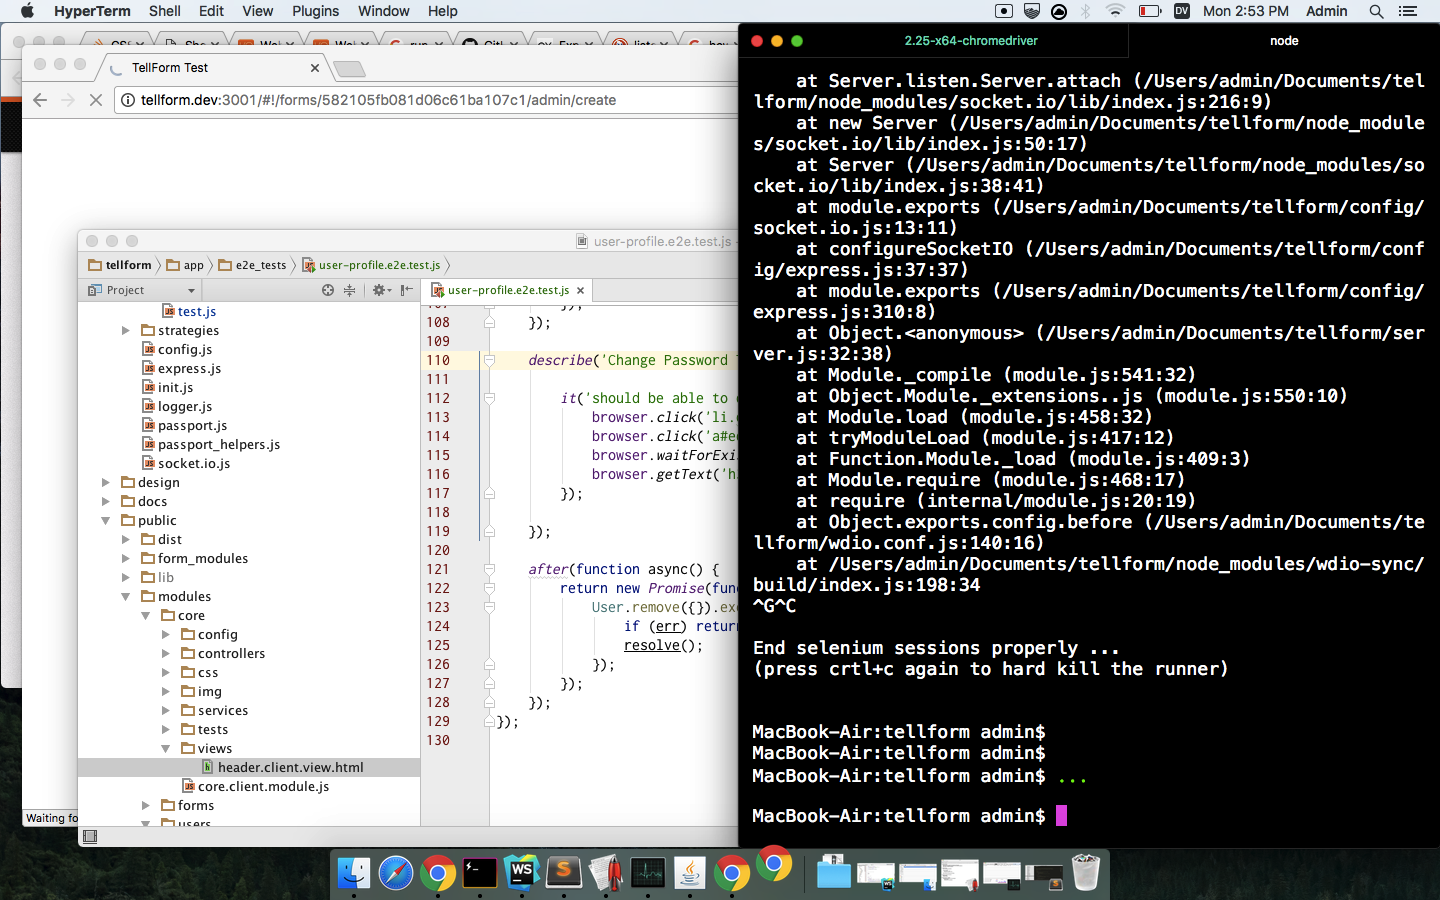 HyperTerm Shell Edit View Plugins Window Help
DV Mon 2:53 PM Admin
TellForm Test
tellform.dev:3001/#!/forms/582105fb081d06c61ba107c1/admin/create
user-profile.e2e.test.js
tellform app e2e_tests user-profile.e2e.test.js
Project
user-profile.e2e.test.js
test.js
strategies
config.js
express.js
init.js
logger.js
passport.js
passport_helpers.js
socket.io.js
design
docs
public
dist
form_modules
lib
modules
core
config
controllers
css
img
services
tests
views
header.client.view.html
core.client.module.js
forms
users
Waiting fo
108 });
109
110 describe('Change Password
111
112 it('should be able to
113 browser.click('li.
114 browser.click('a#e
115 browser.waitForExi
116 browser.getText('h
117 });
118
119 });
120
121 after(function async() {
122 return new Promise(fun
123 User.remove({}).ex
124 if (err) return
125 resolve();
126 });
127 });
128 });
129 });
130
2.25-x64-chromedriver
node
at Server.listen.Server.attach (/Users/admin/Documents/tel
lform/node_modules/socket.io/lib/index.js:216:9)
at new Server (/Users/admin/Documents/tellform/node_module
s/socket.io/lib/index.js:50:17)
at Server (/Users/admin/Documents/tellform/node_modules/so
cket.io/lib/index.js:38:41)
at module.exports (/Users/admin/Documents/tellform/config/
socket.io.js:13:11)
at configureSocketIO (/Users/admin/Documents/tellform/conf
ig/express.js:37:37)
at module.exports (/Users/admin/Documents/tellform/config/
express.js:310:8)
at Object.<anonymous> (/Users/admin/Documents/tellform/ser
ver.js:32:38)
at Module._compile (module.js:541:32)
at Object.Module._extensions..js (module.js:550:10)
at Module.load (module.js:458:32)
at tryModuleLoad (module.js:417:12)
at Function.Module._load (module.js:409:3)
at Module.require (module.js:468:17)
at require (internal/module.js:20:19)
at Object.exports.config.before (/Users/admin/Documents/te
llform/wdio.conf.js:140:16)
at /Users/admin/Documents/tellform/node_modules/wdio-sync/
build/index.js:198:34
^G^C
End selenium sessions properly ...
(press crtl+c again to hard kill the runner)
MacBook-Air:tellform admin$
MacBook-Air:tellform admin$
MacBook-Air:tellform admin$ ...
MacBook-Air:tellform admin$
WS